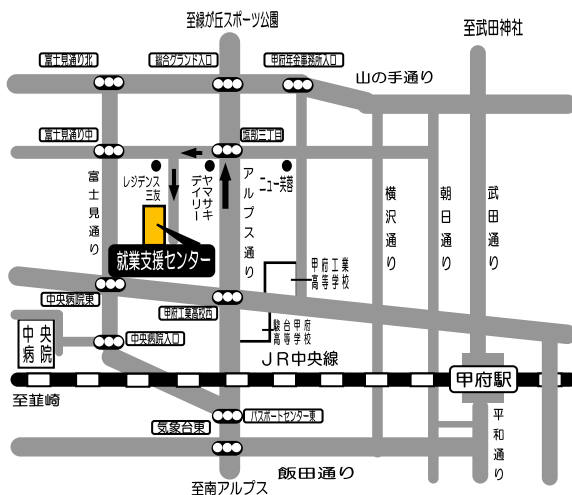 至緑が丘スポーツ公園
至武田神社
富士見通り北
総合グランド入口
甲府年金事務所入口
山の手通り
富士見通り中
塩部三丁目
レジデンス
三友
デイリー
ヤマサキ
ニュー芙蓉
富士見通り
アルプス通り
横沢通り
朝日通り
武田通り
就業支援センター
甲府工業
高等学校
中央病院東
甲府工業高校西
駿台甲府
高等学校
中央
病院
中央病院入口
JR中央線
甲府駅
至韮崎
パスポートセンター東
気象台東
平和通り
飯田通り
至南アルプス